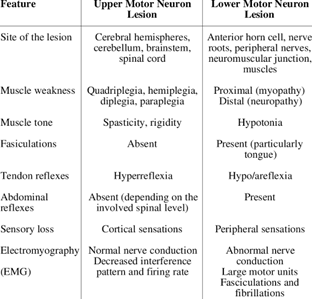 Feature Upper Motor Neuron Lower Motor Neuron
Lesion Lesion
Site of the lesion Cerebral hemispheres, Anterior horn cell, nerve
cerebellum, brainstem, roots, peripheral nerves,
spinal cord neuromuscular junction,
muscles
Muscle weakness Quadriplegia, hemiplegia, Proximal (myopathy)
diplegia, paraplegia Distal (neuropathy)
Muscle tone Spasticity, rigidity Hypotonia
Fasiculations Absent Present (particularly
tongue)
Tendon reflexes Hyperreflexia Hypo/areflexia
Abdominal Absent (depending on the Present
reflexes involved spinal level)
Sensory loss Cortical sensations Peripheral sensations
Electromyography Normal nerve conduction Abnormal nerve
Decreased interference conduction
(EMG) pattern and firing rate Large motor units
Fasciculations and
fibrillations